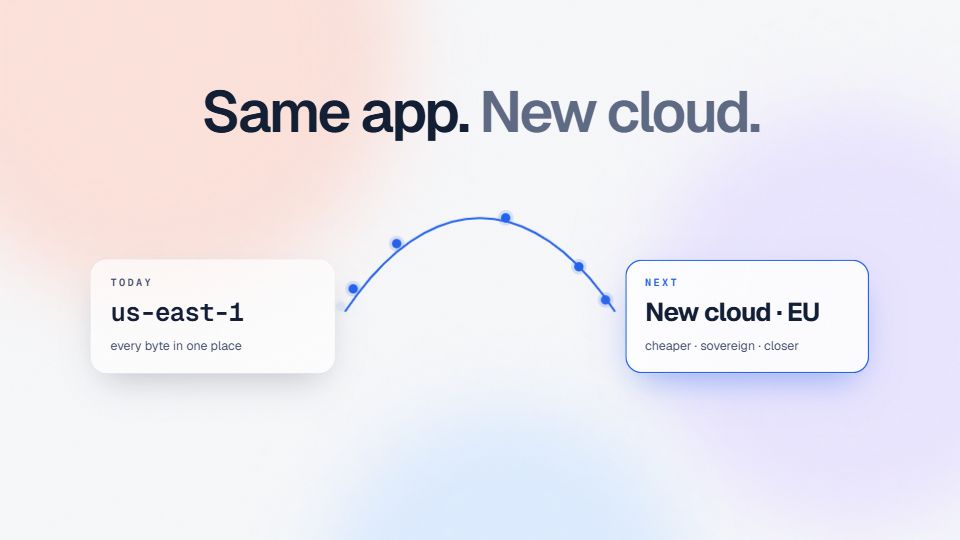 Same app. New cloud.
TODAY
us-east-1
every byte in one place
NEXT
New cloud · EU
cheaper · sovereign · closer